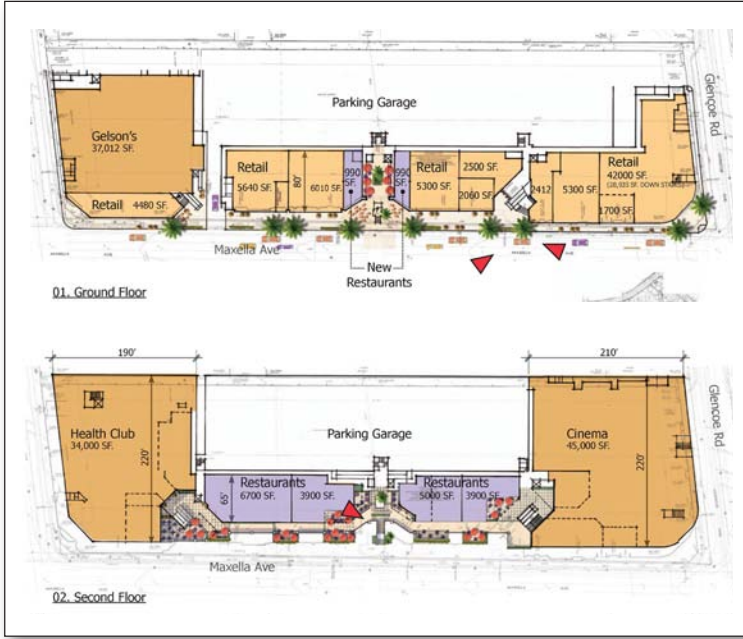 Parking Garage
Glencoe Rd
Gelson's
37,012 SF.
Retail 4480 SF.
Retail
5640 SF.
80'
6010 SF.
990 SF.
990 SF.
Retail
5300 SF.
2500 SF.
2060 SF.
2412
5300 SF.
Retail
42000 SF.
1700 SF.
Maxella Ave
New
Restaurants
01. Ground Floor
190'
210'
Health Club
34,000 SF.
220'
Parking Garage
Restaurants
65'
6700 SF.
3900 SF.
Restaurants
5000 SF.
3900 SF.
Cinema
45,000 SF.
220'
Glencoe Rd
Maxella Ave
02. Second Floor